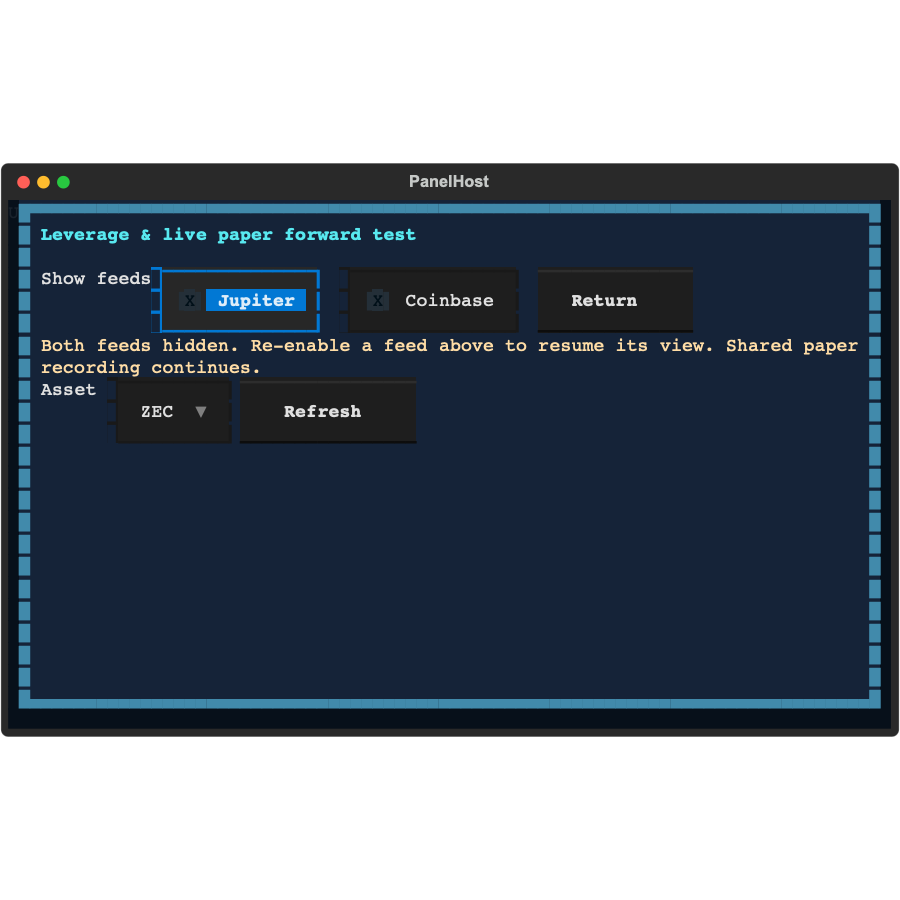 PanelHost
Leverage & live paper forward test
Show feeds X Jupiter X Coinbase Return
Both feeds hidden. Re-enable a feed above to resume its view. Shared paper
recording continues.
Asset ZEC ▼ Refresh